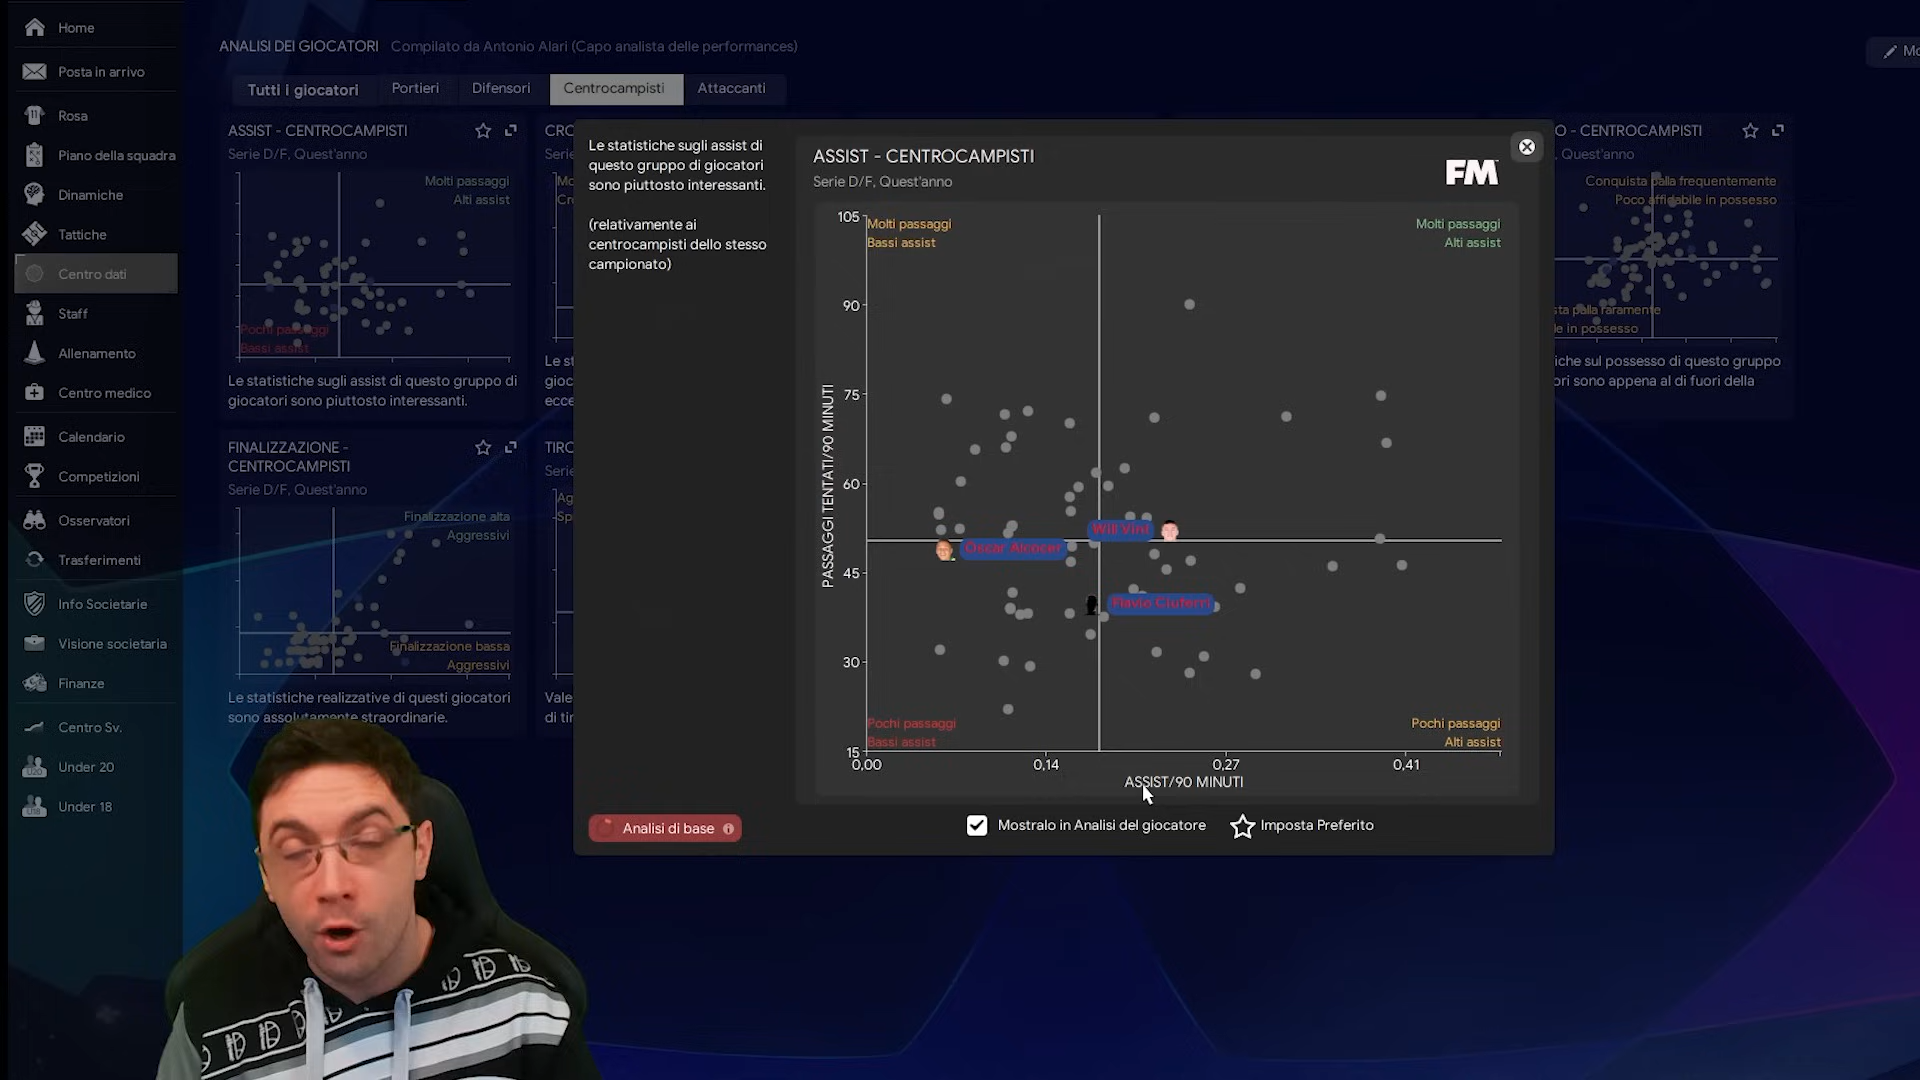 Home
Posta in arrivo
Rosa
Piano della squadra
Dinamiche
Tattiche
Centro dati
Staff
Allenamento
Centro medico
Calendario
Competizioni
Osservatori
Trasferimenti
Info Societarie
Visione societaria
Finanze
Centro Sv.
Under 20
Under 18
ANALISI DEI GIOCATORI Compilato da Antonio Alari (Capo analista delle performances)
Tutti i giocatori Portieri Difensori Centrocampisti Attaccanti
ASSIST - CENTROCAMPISTI
Serie D/F, Quest'anno
Molti passaggi
Alti assist
Pochi passaggi
Bassi assist
Le statistiche sugli assist di questo gruppo di
giocatori sono piuttosto interessanti.
FINALIZZAZIONE -
CENTROCAMPISTI
Serie D/F, Quest'anno
Finalizzazione alta
Aggressivi
Finalizzazione bassa
Aggressivi
Le statistiche realizzative di questi giocatori
sono assolutamente straordinarie.
Le statistiche sugli assist di
questo gruppo di giocatori
sono piuttosto interessanti.
(relativamente ai
centrocampisti dello stesso
campionato)
Analisi di base
ASSIST - CENTROCAMPISTI
Serie D/F, Quest'anno
FM
Molti passaggi
Bassi assist
Molti passaggi
Alti assist
105
90
75
60
45
30
15
PASSAGGI TENTATI/90 MINUTI
Will Vint
Oscar Alcocer
Flavio Ciuferri
Pochi passaggi
Bassi assist
Pochi passaggi
Alti assist
0,00 0,14 0,27 0,41
ASSIST/90 MINUTI
Mostralo in Analisi del giocatore Imposta Preferito
O - CENTROCAMPISTI
Quest'anno
Conquista palla frequentemente
Poco affidabile in possesso
sta palla raramente
le in possesso
iche sul possesso di questo gruppo
ori sono appena al di fuori della